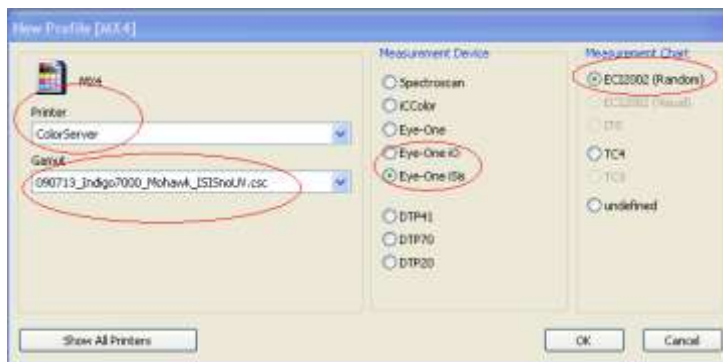 New Profile [MX4]
MX4
Printer
ColorServer
Gamut
090713_Indigo7000_Mohawk_ISISnoUV.csc
Show All Printers
Measurement Device
Spectroscan
iCColor
Eye-One
Eye-One iO
Eye-One iSis
DTP41
DTP70
DTP20
Measurement Chart
ECI2002 (Random)
ECI2002 (Visual)
IT8
TC4
undefined
OK
Cancel